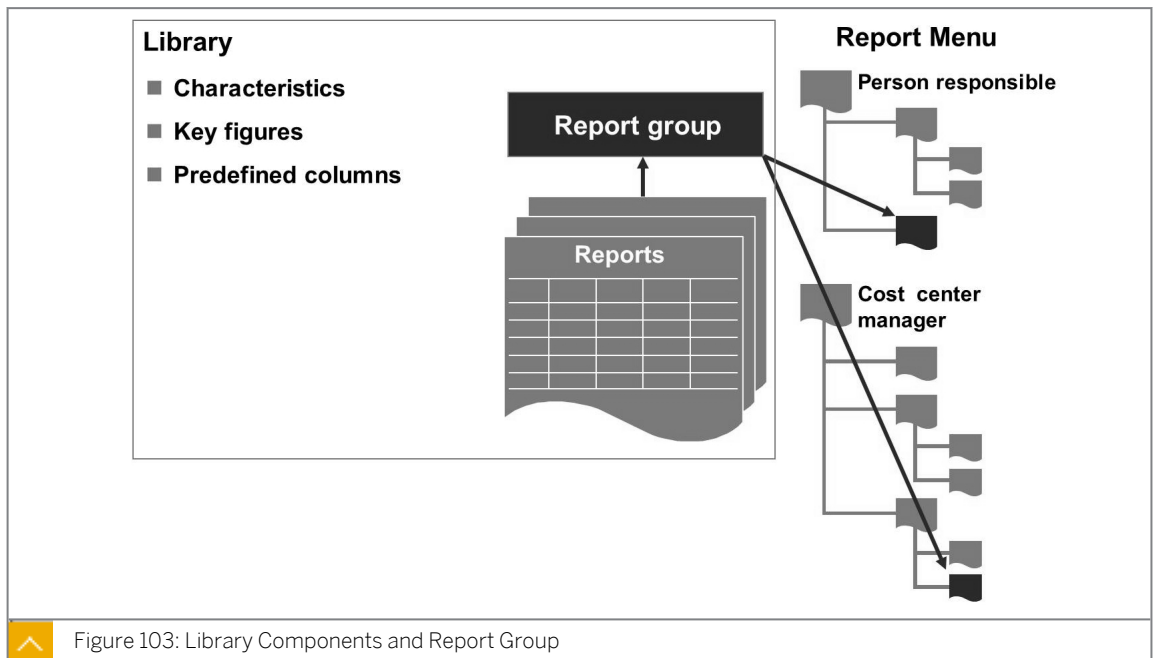 Library
Characteristics
Key figures
Predefined columns
Report group
Reports
Report Menu
Person responsible
Cost center
manager
Figure 103: Library Components and Report Group